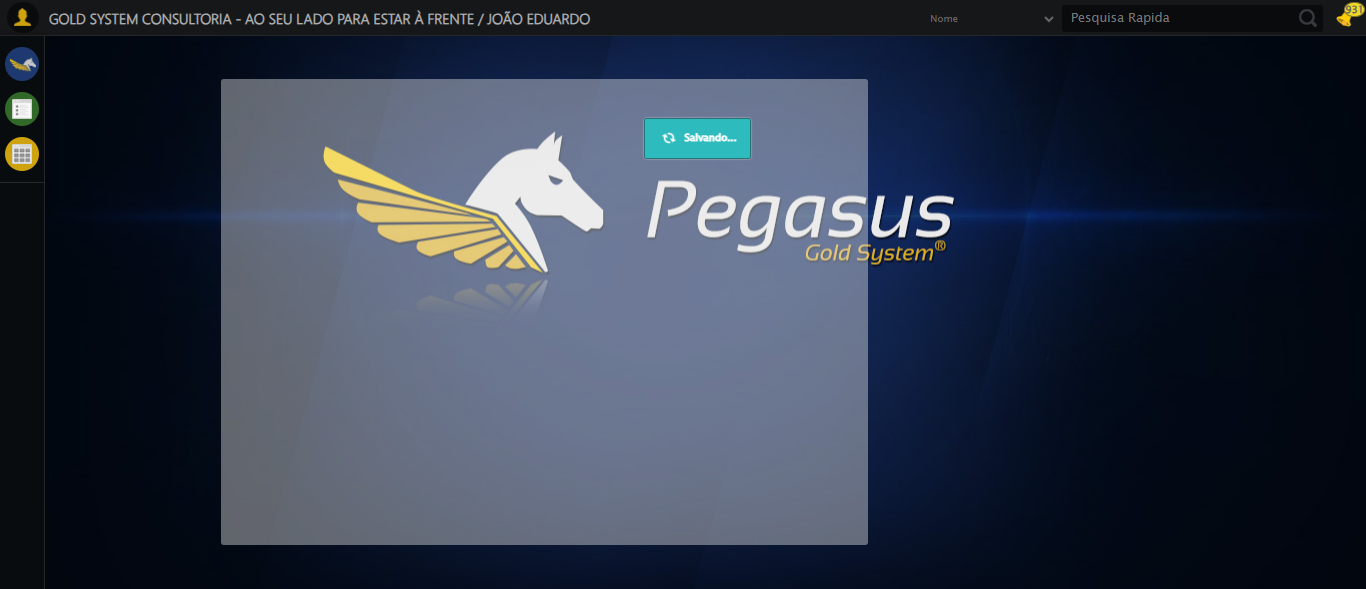 GOLD SYSTEM CONSULTORIA - AO SEU LADO PARA ESTAR À FRENTE / JOÃO EDUARDO
Nome
Pesquisa Rapida
931
Salvando...
Pegasus
Gold System®